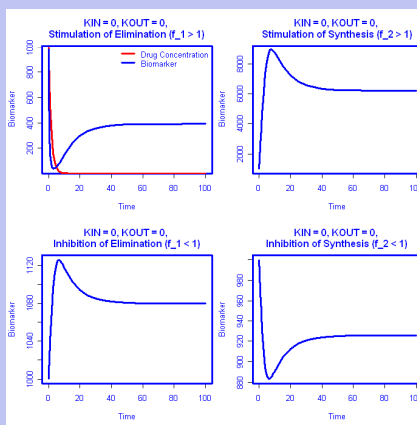 KIN = 0, KOUT = 0,
Stimulation of Elimination (f_1 > 1)
Drug Concentration
Biomarker
Biomarker
200
400
600
800
1000
0
20
40
60
80
100
Time
KIN = 0, KOUT = 0,
Stimulation of Synthesis (f_2 > 1)
Biomarker
2000
4000
6000
8000
0
20
40
60
80
100
Time
KIN = 0, KOUT = 0,
Inhibition of Elimination (f_1 < 1)
Biomarker
1000
1040
1080
1120
0
20
40
60
80
100
Time
KIN = 0, KOUT = 0,
Inhibition of Synthesis (f_2 < 1)
Biomarker
880
900
920
940
960
980
0
20
40
60
80
100
Time